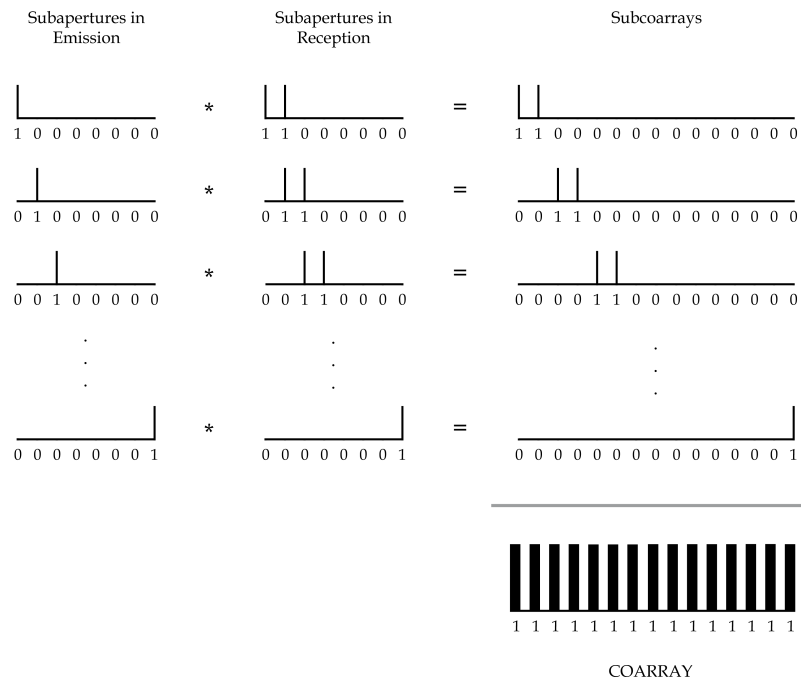 Subapertures in
Emission
Subapertures in
Reception
Subcoarrays
1 0 0 0 0 0 0 0 * 1 1 0 0 0 0 0 0 = 1 1 0 0 0 0 0 0 0 0 0 0 0 0 0
0 1 0 0 0 0 0 0 * 0 1 1 0 0 0 0 0 = 0 0 1 1 0 0 0 0 0 0 0 0 0 0 0
0 0 1 0 0 0 0 0 * 0 0 1 1 0 0 0 0 = 0 0 0 0 1 1 0 0 0 0 0 0 0 0 0
. . .
. . .
. . .
0 0 0 0 0 0 0 1 * 0 0 0 0 0 0 0 1 = 0 0 0 0 0 0 0 0 0 0 0 0 0 0 1
1 1 1 1 1 1 1 1 1 1 1 1 1 1 1
COARRAY